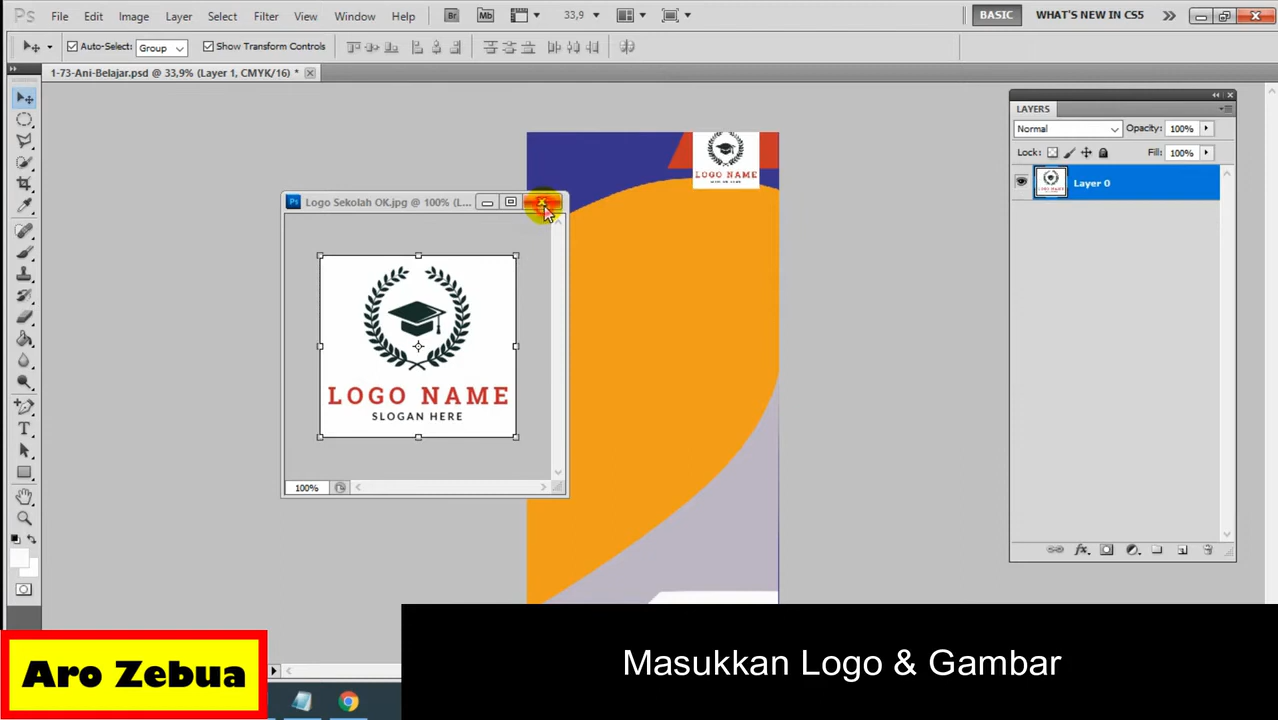 Ps File Edit Image Layer Select Filter View Window Help Br Mb 33,9 BASIC WHAT'S NEW IN CS5
Auto-Select: Group Show Transform Controls
1-73-Ani-Belajar.psd @ 33,9% (Layer 1, CMYK/16) *
LAYERS
Normal Opacity: 100%
Lock: Fill: 100%
Layer 0
LOGO NAME
Ps Logo Sekolah OK.jpg @ 100% (L...
LOGO NAME
SLOGAN HERE
100%
Aro Zebua
Masukkan Logo & Gambar